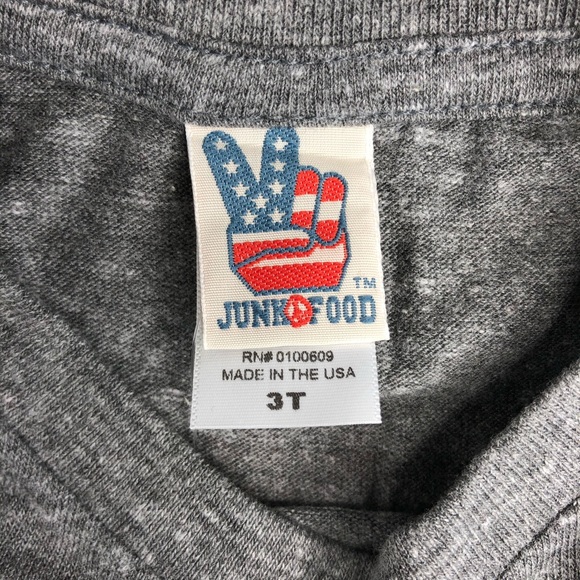 TM
JUNK FOOD
RN# 0100609
MADE IN THE USA
3T